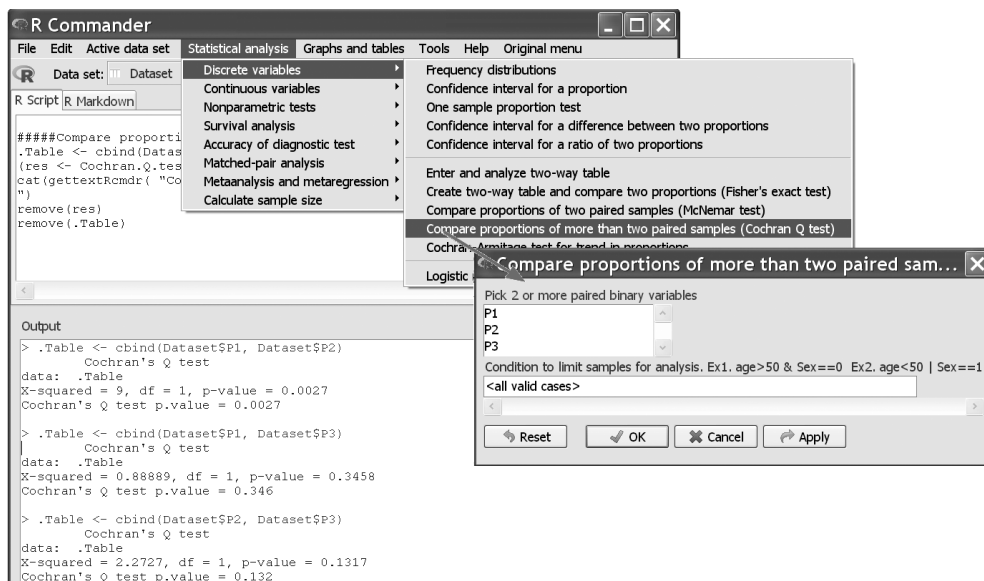 R Commander
File Edit Active data set Statistical analysis Graphs and tables Tools Help Original menu
Data set: Dataset
R Script R Markdown
#####Compare proporti
.Table <- cbind(Datas
(res <- Cochran.Q.tes
cat(gettextRcmdr( "Co
")
remove(res)
remove(.Table)
Discrete variables
Continuous variables
Nonparametric tests
Survival analysis
Accuracy of diagnostic test
Matched-pair analysis
Metaanalysis and metaregression
Calculate sample size
Frequency distributions
Confidence interval for a proportion
One sample proportion test
Confidence interval for a difference between two proportions
Confidence interval for a ratio of two proportions
Enter and analyze two-way table
Create two-way table and compare two proportions (Fisher's exact test)
Compare proportions of two paired samples (McNemar test)
Compare proportions of more than two paired samples (Cochran Q test)
Cochran-Armitage test for trend in proportions
Logistic
Compare proportions of more than two paired sam...
Pick 2 or more paired binary variables
P1
P2
P3
Condition to limit samples for analysis. Ex1. age>50 & Sex==0 Ex2. age<50 | Sex==1
<all valid cases>
Reset OK Cancel Apply
Output
> .Table <- cbind(Dataset$P1, Dataset$P2)
Cochran's Q test
data: .Table
X-squared = 9, df = 1, p-value = 0.0027
Cochran's Q test p.value = 0.0027
> .Table <- cbind(Dataset$P1, Dataset$P3)
Cochran's Q test
data: .Table
X-squared = 0.88889, df = 1, p-value = 0.3458
Cochran's Q test p.value = 0.346
> .Table <- cbind(Dataset$P2, Dataset$P3)
Cochran's Q test
data: .Table
X-squared = 2.2727, df = 1, p-value = 0.1317
Cochran's Q test p.value = 0.132